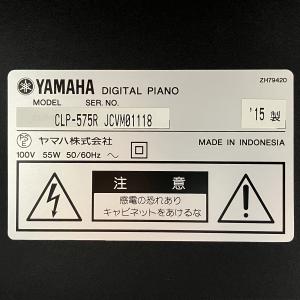 YAMAHA DIGITAL PIANO
ZH79420
MODEL SER. NO.
CLP-575R JCVM01118 '15 製
ヤマハ株式会社
100V 55W 50/60Hz ～
MADE IN INDONESIA
注 意
感電の恐れあり
キャビネットをあけるな